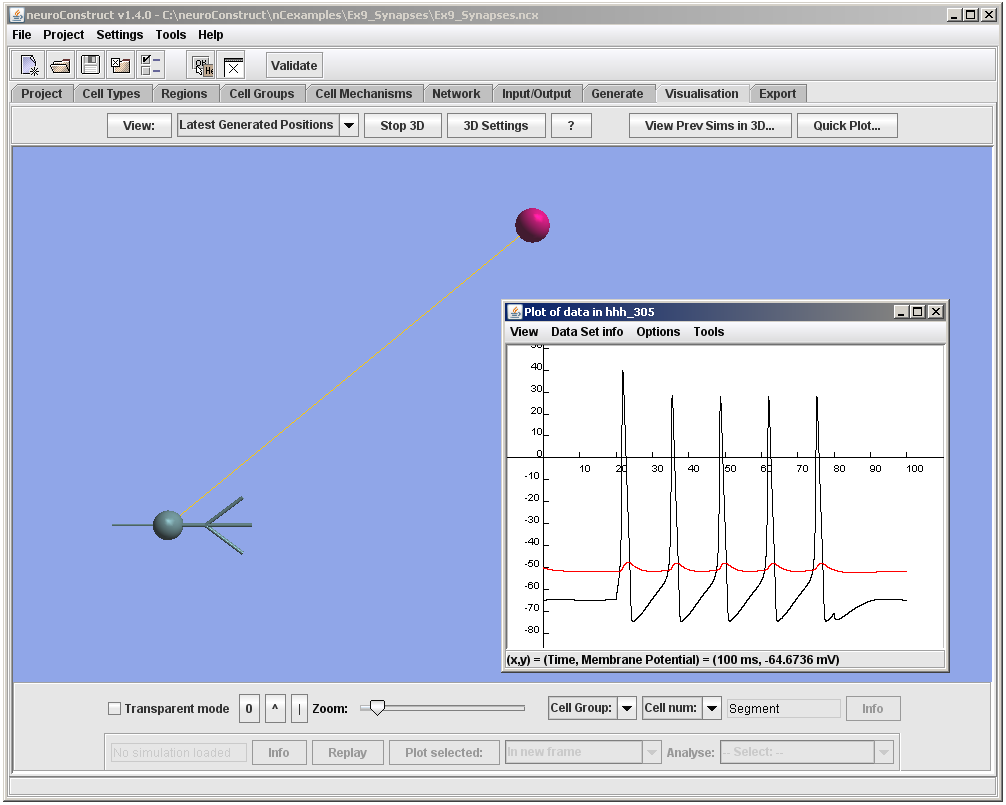 neuroConstruct v1.4.0 - C:\neuroConstruct\nCexamples\Ex9_Synapses\Ex9_Synapses.ncx
File Project Settings Tools Help
Validate
Project Cell Types Regions Cell Groups Cell Mechanisms Network Input/Output Generate Visualisation Export
View: Latest Generated Positions Stop 3D 3D Settings ? View Prev Sims in 3D... Quick Plot...
Plot of data in hhh_305
View Data Set info Options Tools
50
40
30
20
10
0
10 20 30 40 50 60 70 80 90 100
-10
-20
-30
-40
-50
-60
-70
-80
(x,y) = (Time, Membrane Potential) = (100 ms, -64.6736 mV)
Transparent mode 0 ^ | Zoom: Cell Group: Cell num: Segment Info
No simulation loaded Info Replay Plot selected: In new frame Analyse: -- Select: --